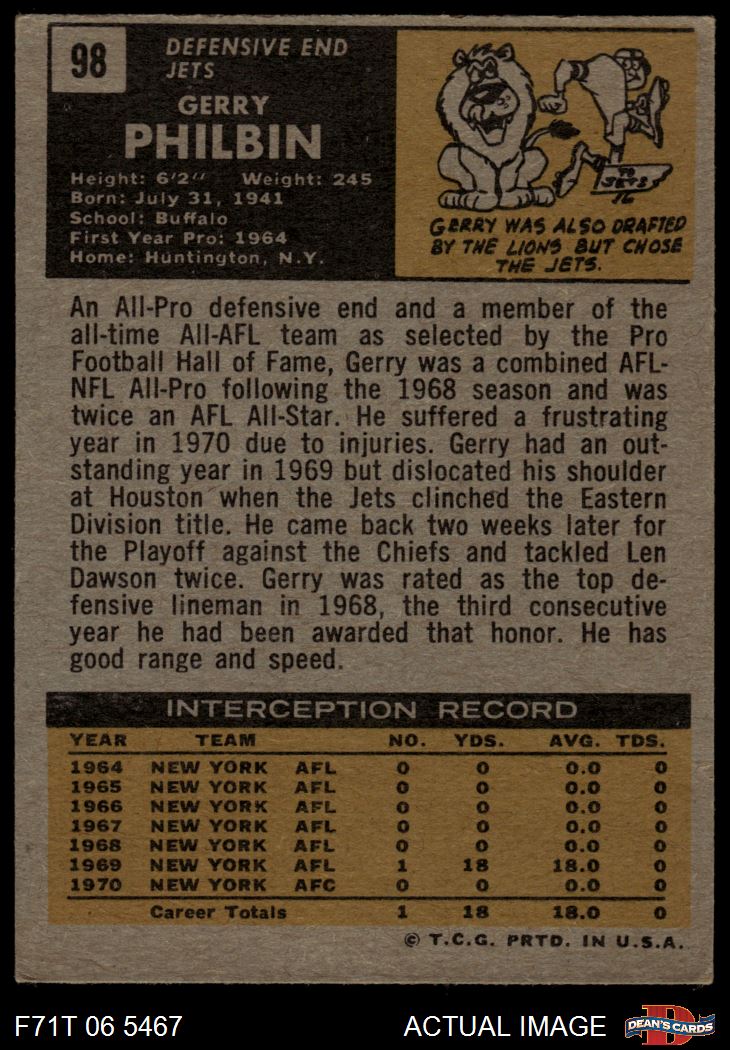 98
DEFENSIVE END
JETS
GERRY
PHILBIN
Height: 6'2" Weight: 245
Born: July 31, 1941
School: Buffalo
First Year Pro: 1964
Home: Huntington, N.Y.
TO
JETS
GERRY WAS ALSO DRAFTED
BY THE LIONS BUT CHOSE
THE JETS.
An All-Pro defensive end and a member of the
all-time All-AFL team as selected by the Pro
Football Hall of Fame, Gerry was a combined AFL-
NFL All-Pro following the 1968 season and was
twice an AFL All-Star. He suffered a frustrating
year in 1970 due to injuries. Gerry had an out-
standing year in 1969 but dislocated his shoulder
at Houston when the Jets clinched the Eastern
Division title. He came back two weeks later for
the Playoff against the Chiefs and tackled Len
Dawson twice. Gerry was rated as the top de-
fensive lineman in 1968, the third consecutive
year he had been awarded that honor. He has
good range and speed.
INTERCEPTION RECORD
YEAR TEAM NO. YDS. AVG. TDS.
1964 NEW YORK AFL 0 0 0.0 0
1965 NEW YORK AFL 0 0 0.0 0
1966 NEW YORK AFL 0 0 0.0 0
1967 NEW YORK AFL 0 0 0.0 0
1968 NEW YORK AFL 0 0 0.0 0
1969 NEW YORK AFL 1 18 18.0 0
1970 NEW YORK AFC 0 0 0.0 0
Career Totals 1 18 18.0 0
© T.C.G. PRTD. IN U.S.A.
F71T 06 5467 ACTUAL IMAGE D DEAN'S CARDS